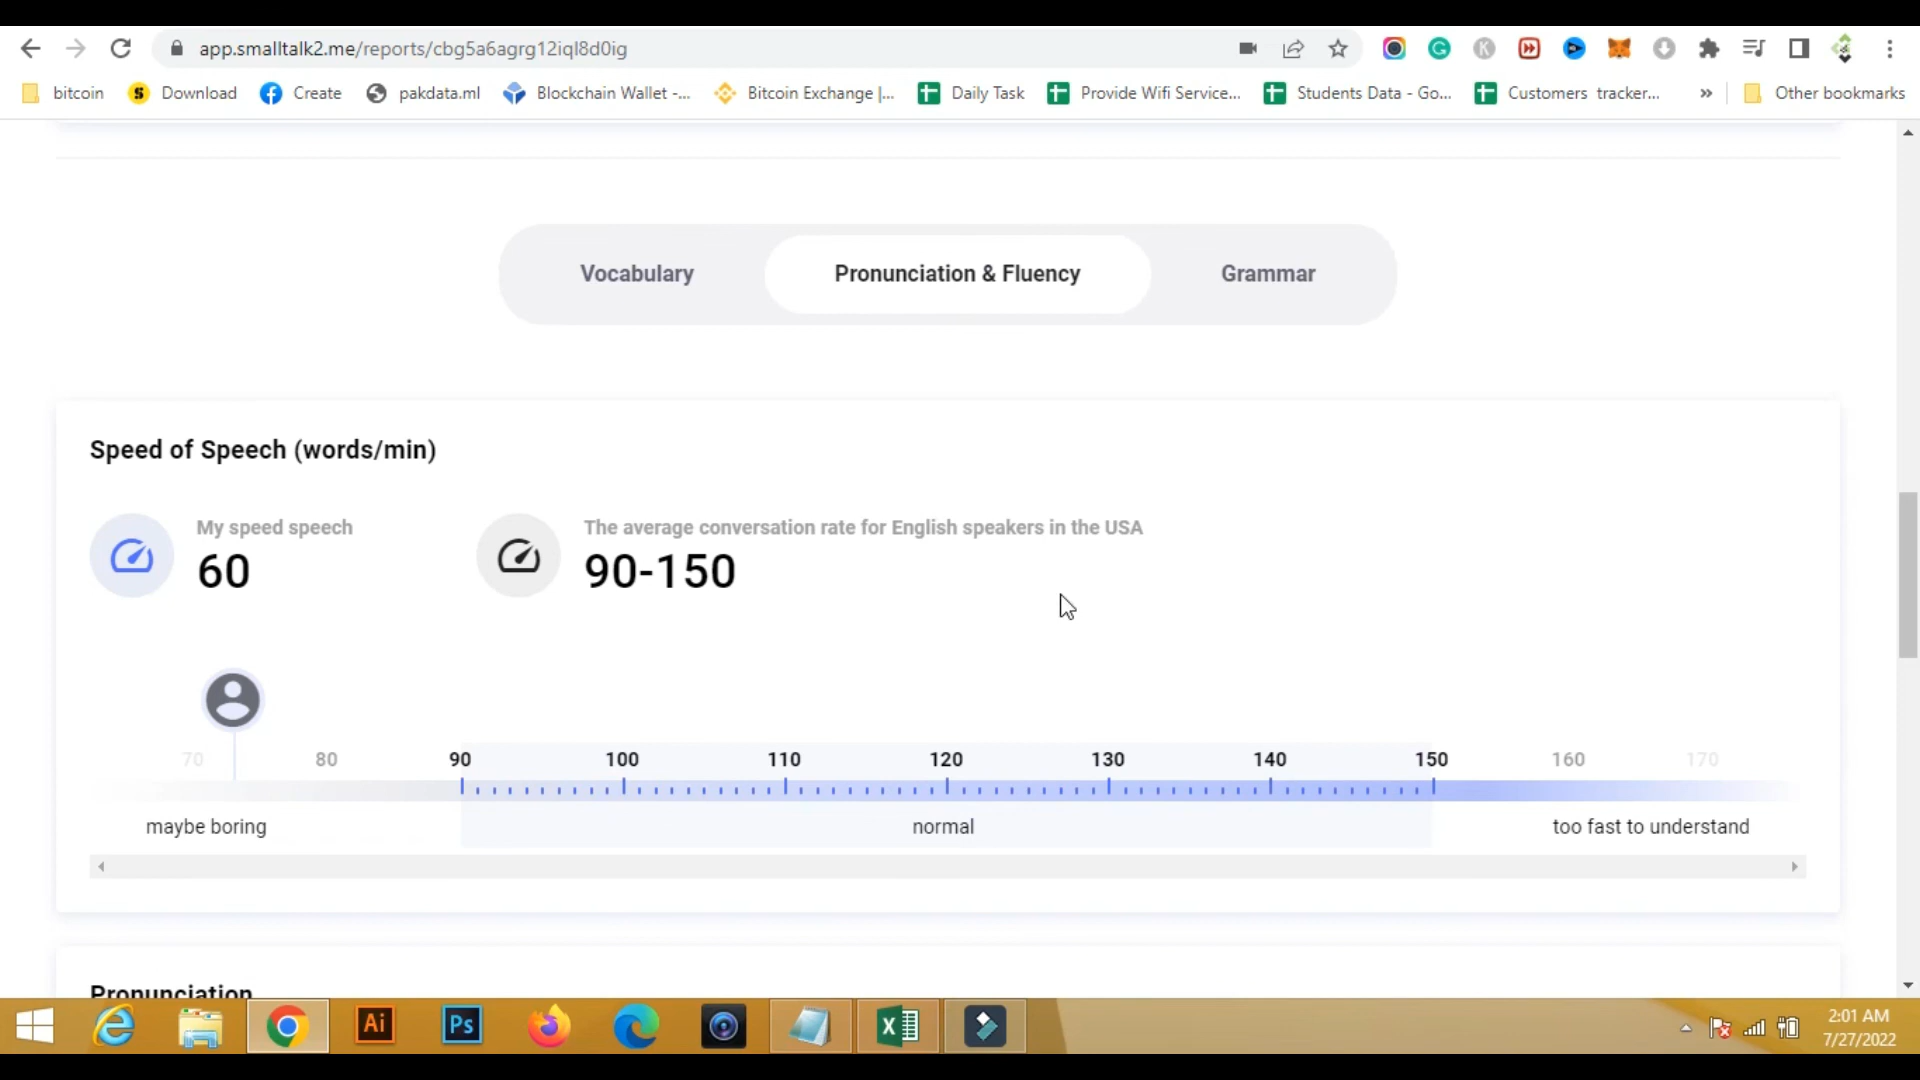 app.smalltalk2.me/reports/cbg5a6agrg12iql8d0ig
bitcoin Download Create pakdata.ml Blockchain Wallet -... Bitcoin Exchange |... Daily Task Provide Wifi Service... Students Data - Go... Customers tracker... » Other bookmarks
Vocabulary Pronunciation & Fluency Grammar
Speed of Speech (words/min)
My speed speech The average conversation rate for English speakers in the USA
60 90-150
70 80 90 100 110 120 130 140 150 160 170
maybe boring normal too fast to understand
Pronunciation
Ai Ps
2:01 AM
7/27/2022